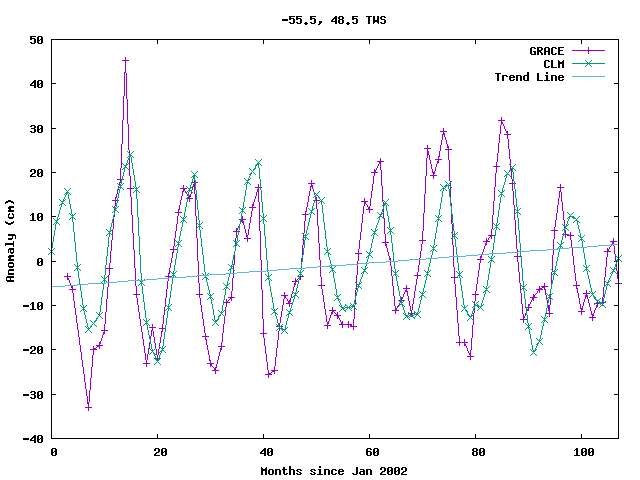 -55.5, 48.5 TWS
GRACE
CLM
Trend Line
Anomaly (cm)
50
40
30
20
10
0
-10
-20
-30
-40
0 20 40 60 80 100
Months since Jan 2002